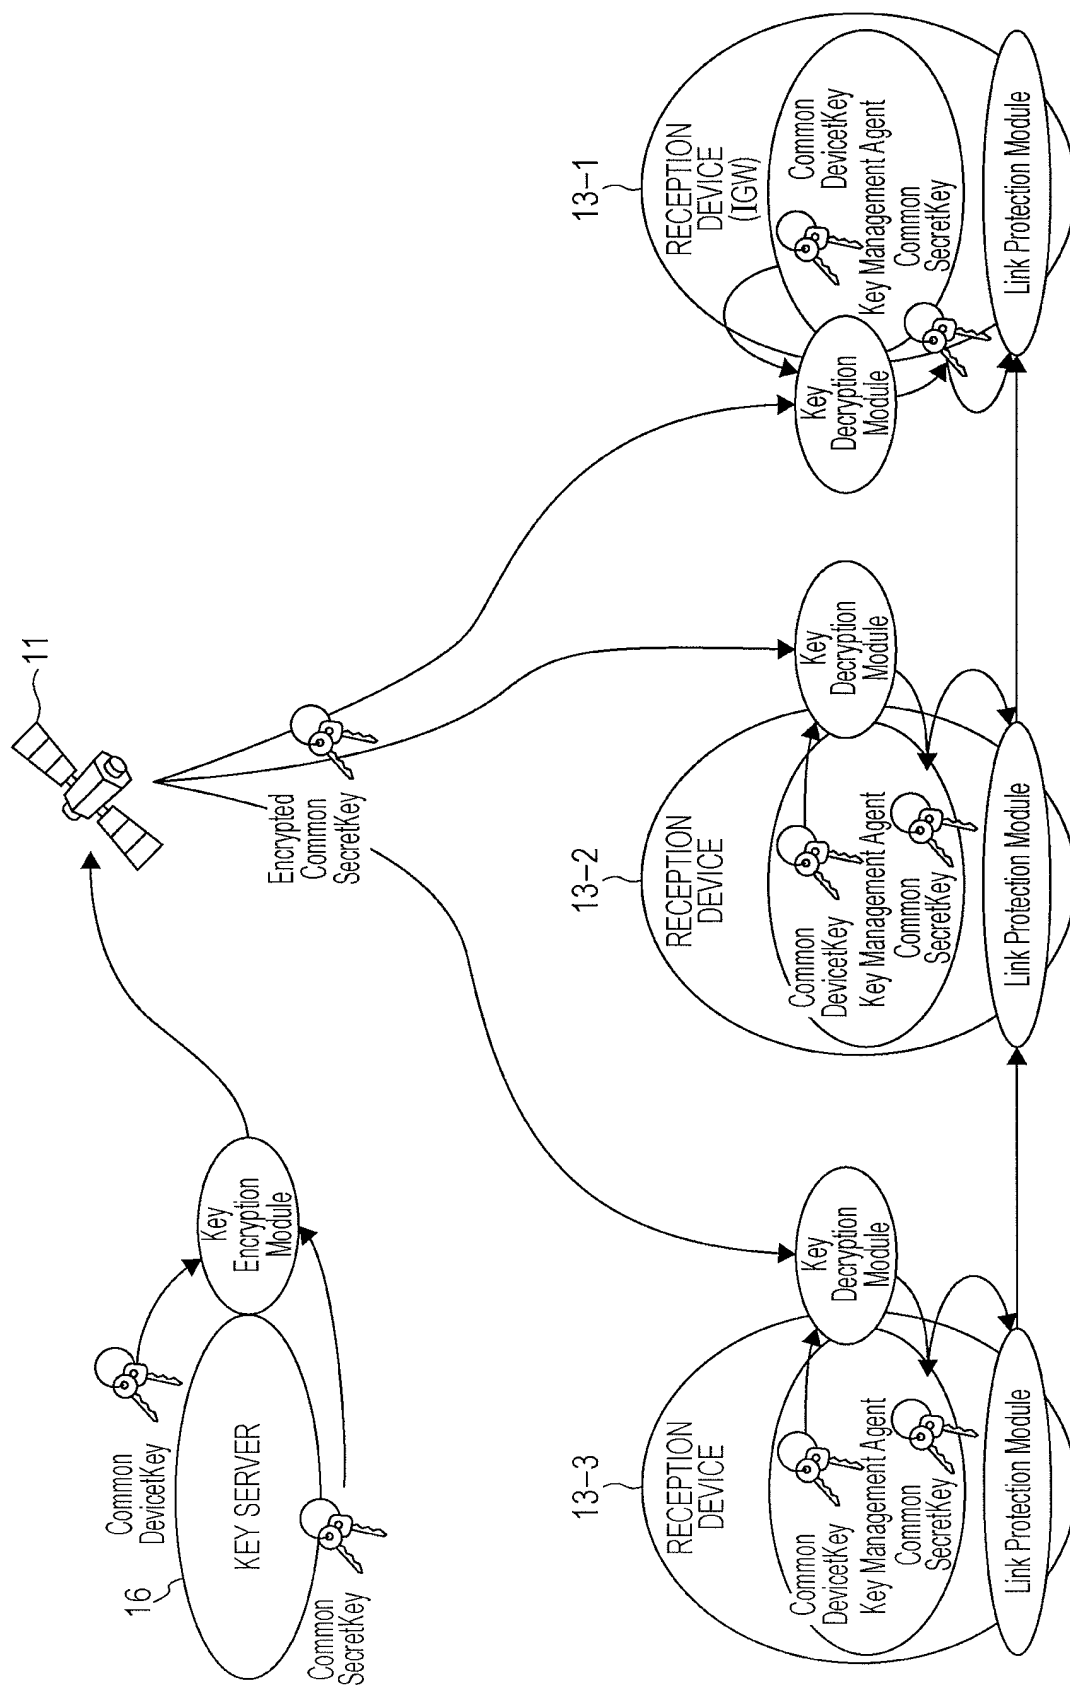 11
Common
DevicetKey
16
KEY SERVER
Common
SecretKey
Key
Encryption
Module
Encrypted
Common
SecretKey
13-3
RECEPTION
DEVICE
Common
DevicetKey
Key Management Agent
Common
SecretKey
Key
Decryption
Module
Link Protection Module
13-2
RECEPTION
DEVICE
Common
DevicetKey
Key Management Agent
Common
SecretKey
Key
Decryption
Module
Link Protection Module
13-1
RECEPTION
DEVICE
(IGW)
Common
DevicetKey
Key Management Agent
Common
SecretKey
Key
Decryption
Module
Link Protection Module